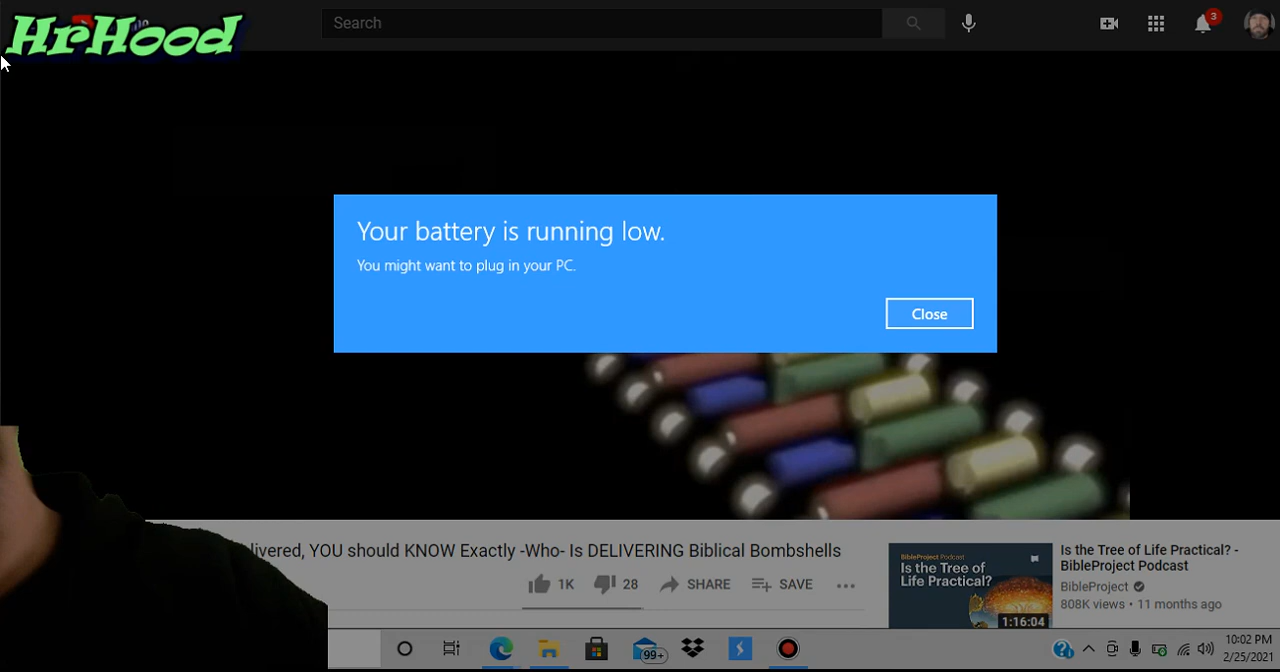 HrHood
Search
3
Your battery is running low.
You might want to plug in your PC.
Close
livered, YOU should KNOW Exactly -Who- Is DELIVERING Biblical Bombshells
1K
28
SHARE
SAVE
BibleProject Podcast
Is the Tree of
Life Practical?
1:16:04
Is the Tree of Life Practical? -
BibleProject Podcast
BibleProject
808K views • 11 months ago
99+
10:02 PM
2/25/2021